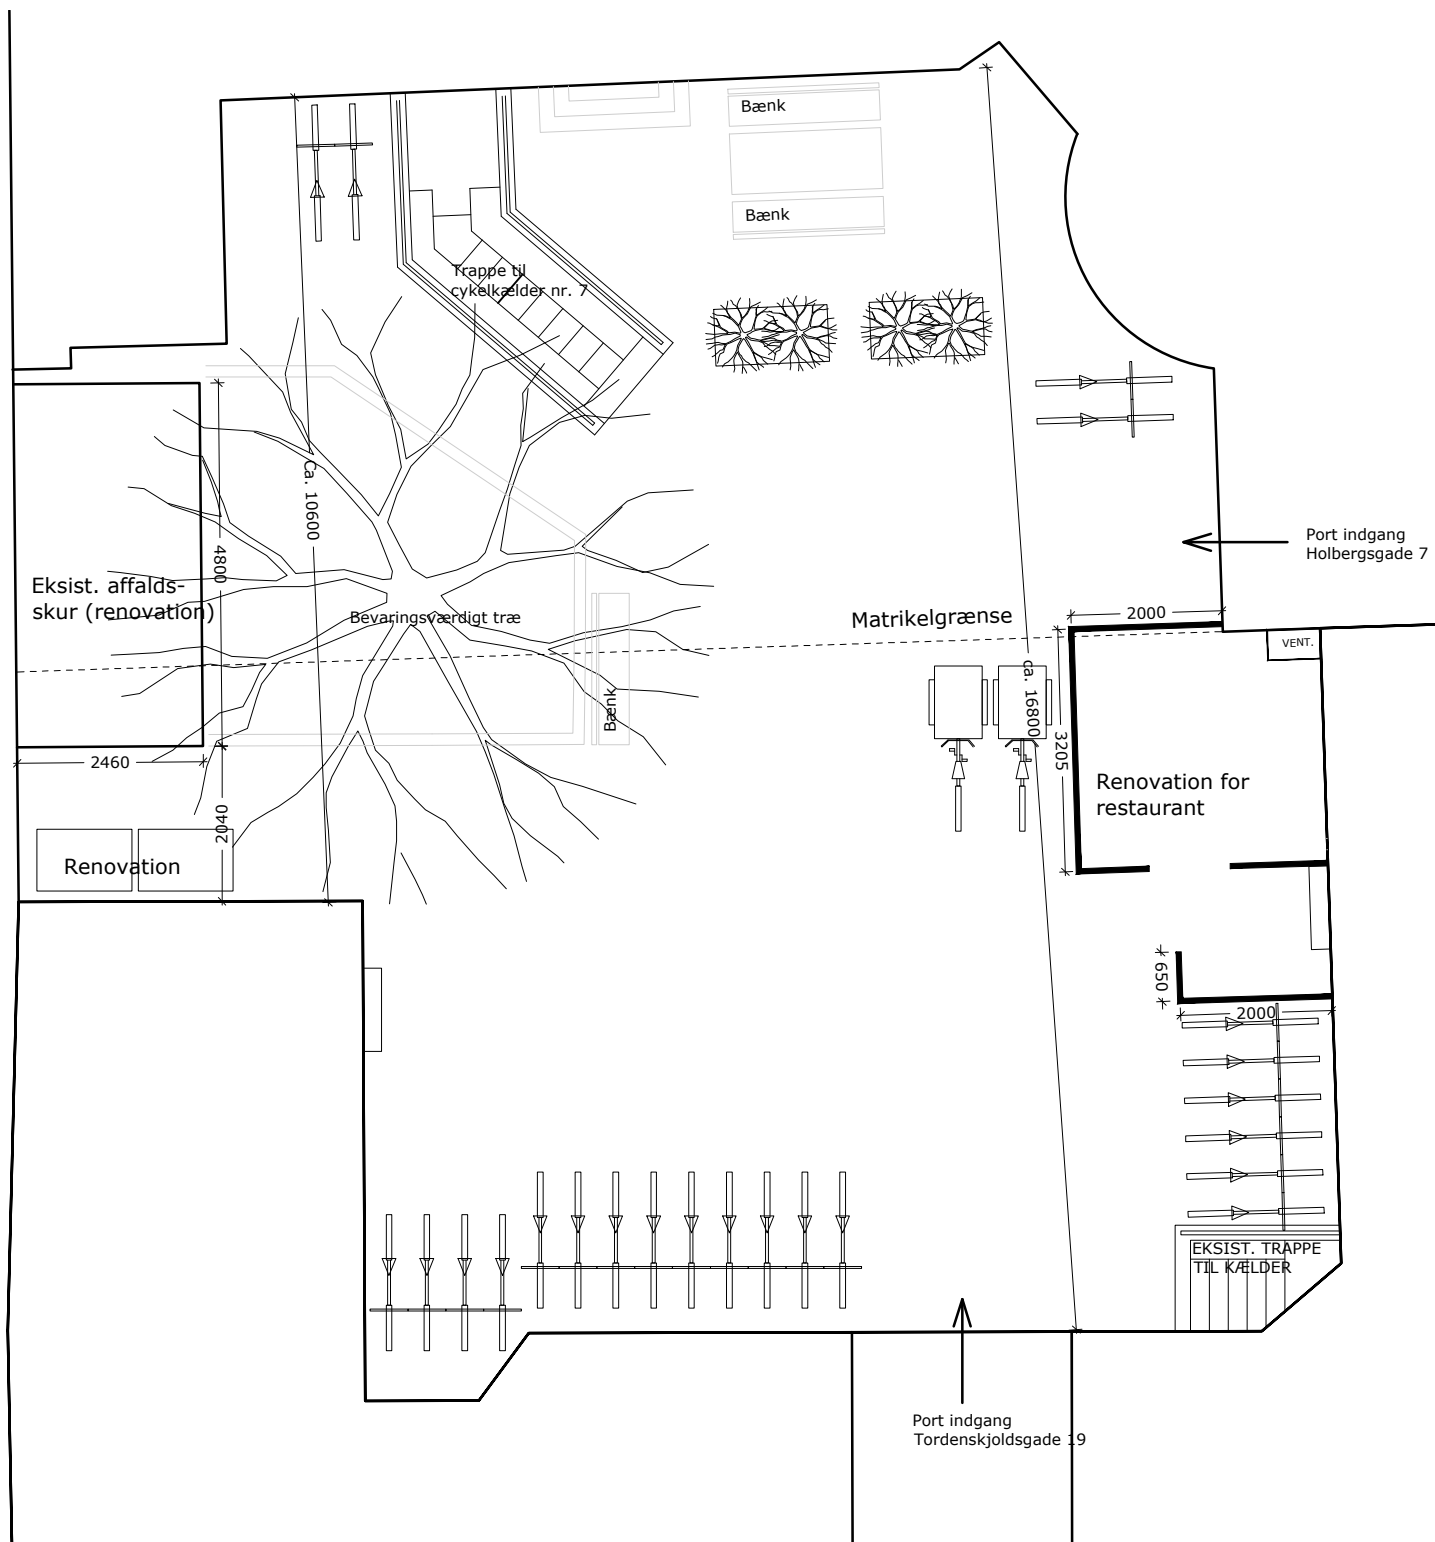 Bænk
Bænk
Trappe til
cykelkælder nr. 7
Ca. 10600
4800
Eksist. affalds-
skur (renovation)
Bevaringsværdigt træ
Bænk
2460
2040
Renovation
Port indgang
Holbergsgade 7
Matrikelgrænse
2000
VENT.
ca. 16800
3205
Renovation for
restaurant
650
2000
EKSIST. TRAPPE
TIL KÆLDER
Port indgang
Tordenskjoldsgade 19